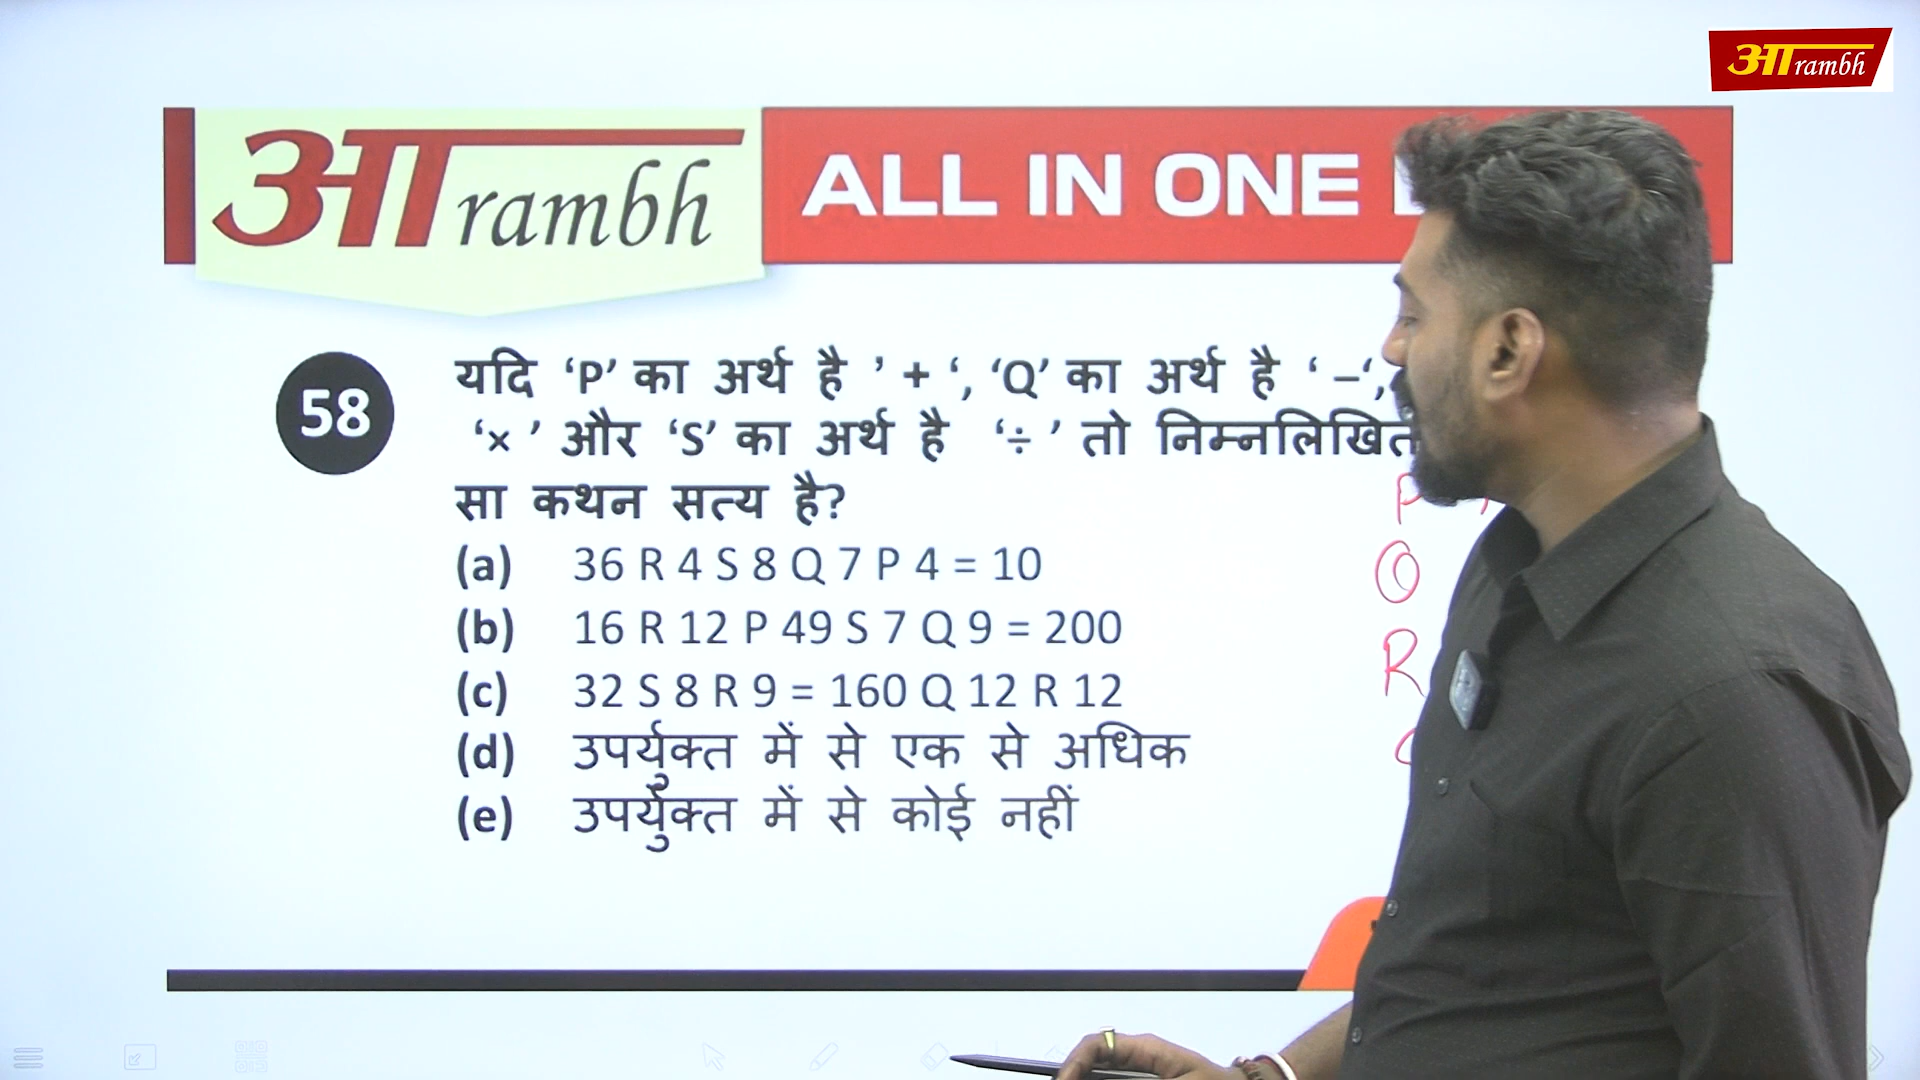 आrambh
आrambh ALL IN ONE
58 यदि ‘P’ का अर्थ है ’ + ‘, ‘Q’ का अर्थ है ‘ –‘,
‘× ’ और ‘S’ का अर्थ है ‘÷ ’ तो निम्नलिखित
सा कथन सत्य है?
(a) 36 R 4 S 8 Q 7 P 4 = 10
(b) 16 R 12 P 49 S 7 Q 9 = 200
(c) 32 S 8 R 9 = 160 Q 12 R 12
(d) उपर्युक्त में से एक से अधिक
(e) उपर्युक्त में से कोई नहीं
P
Q
R